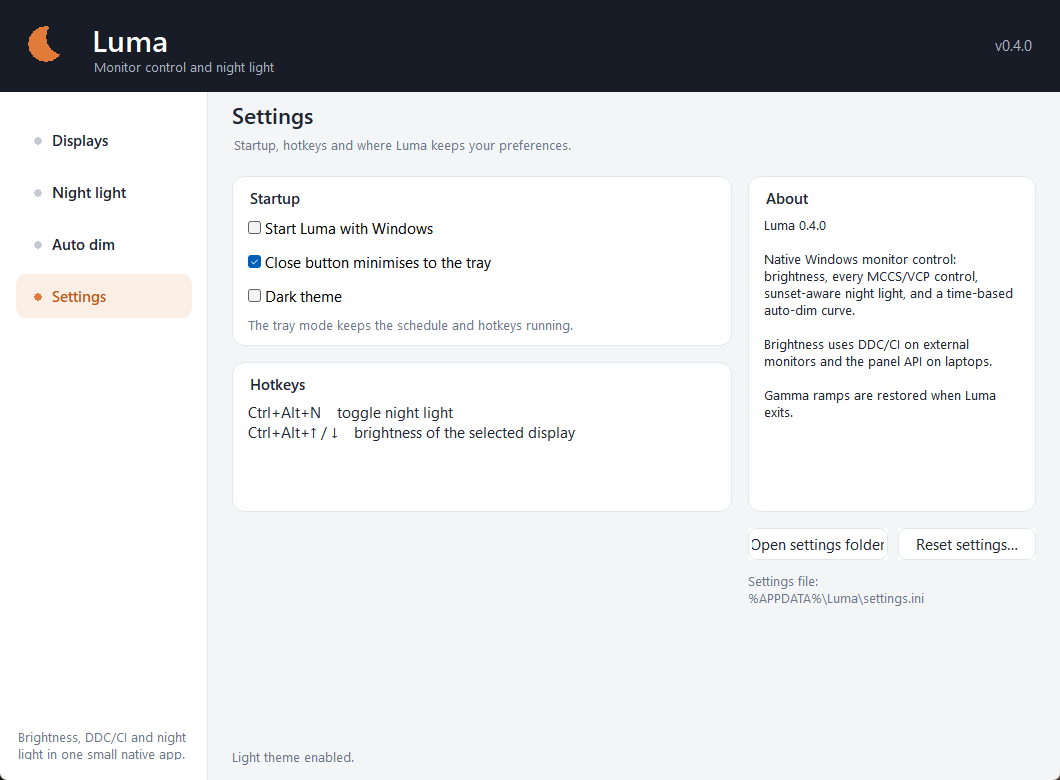 Luma
Monitor control and night light
v0.4.0
Displays
Night light
Auto dim
Settings
Brightness, DDC/CI and night
light in one small native app.
Settings
Startup, hotkeys and where Luma keeps your preferences.
Startup
Start Luma with Windows
Close button minimises to the tray
Dark theme
The tray mode keeps the schedule and hotkeys running.
Hotkeys
Ctrl+Alt+N toggle night light
Ctrl+Alt+↑ / ↓ brightness of the selected display
About
Luma 0.4.0
Native Windows monitor control:
brightness, every MCCS/VCP control,
sunset-aware night light, and a time-based
auto-dim curve.
Brightness uses DDC/CI on external
monitors and the panel API on laptops.
Gamma ramps are restored when Luma
exits.
Open settings folder
Reset settings...
Settings file:
%APPDATA%\Luma\settings.ini
Light theme enabled.